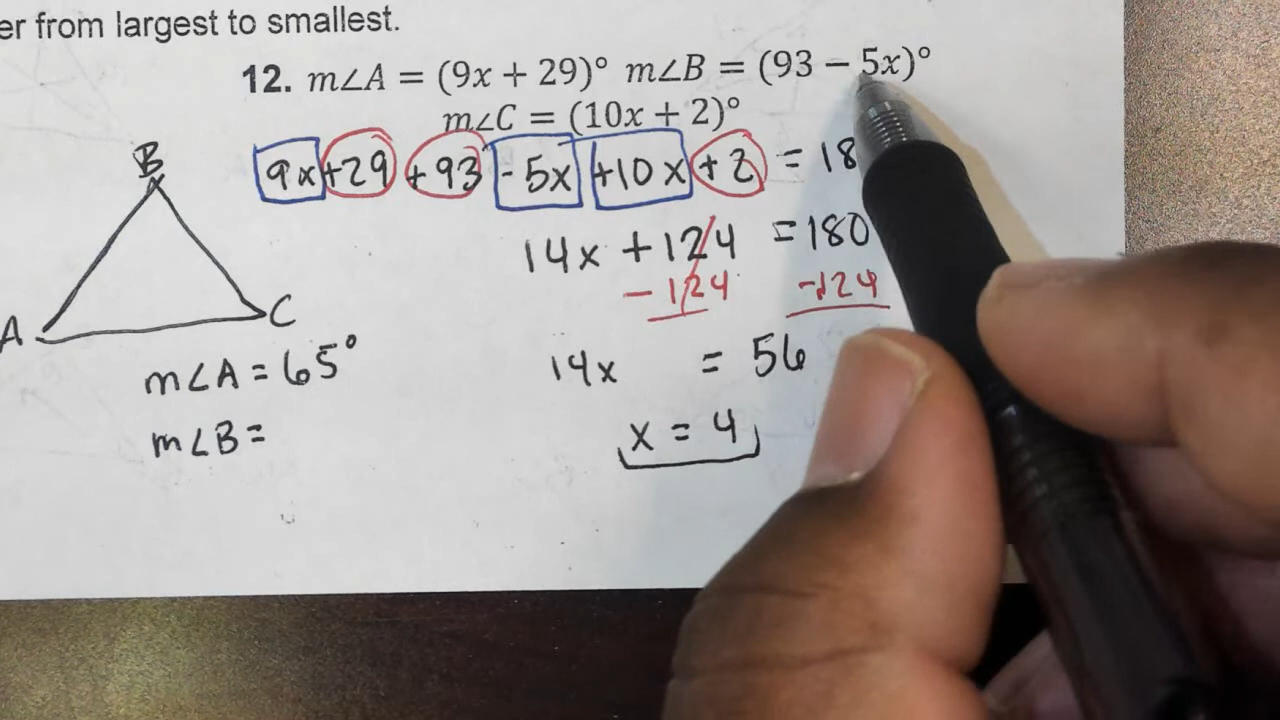 er from largest to smallest.
12. m∠A = (9x + 29)° m∠B = (93 − 5x)°
m∠C = (10x + 2)°
9x +29 +93 -5x +10x +2 = 18
B
14x + 124 = 180
- 124 -124
A C
m∠A = 65° 14x = 56
m∠B = x = 4